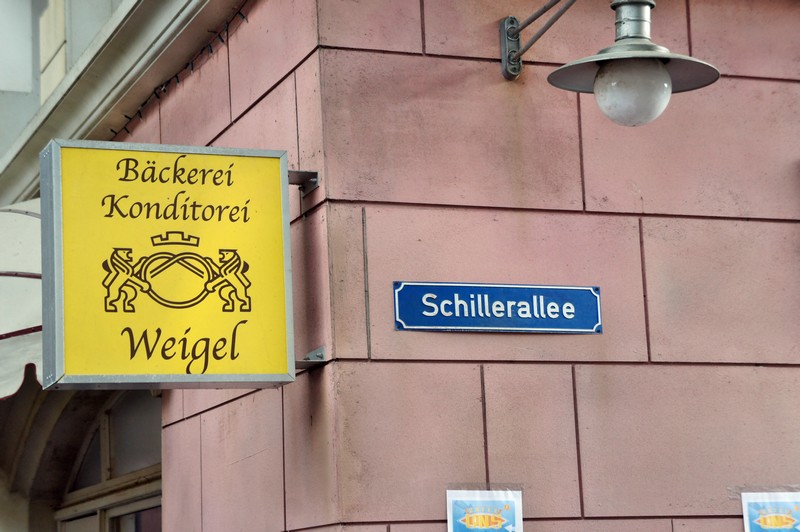 Bäckerei
Konditorei
Weigel
Schillerallee